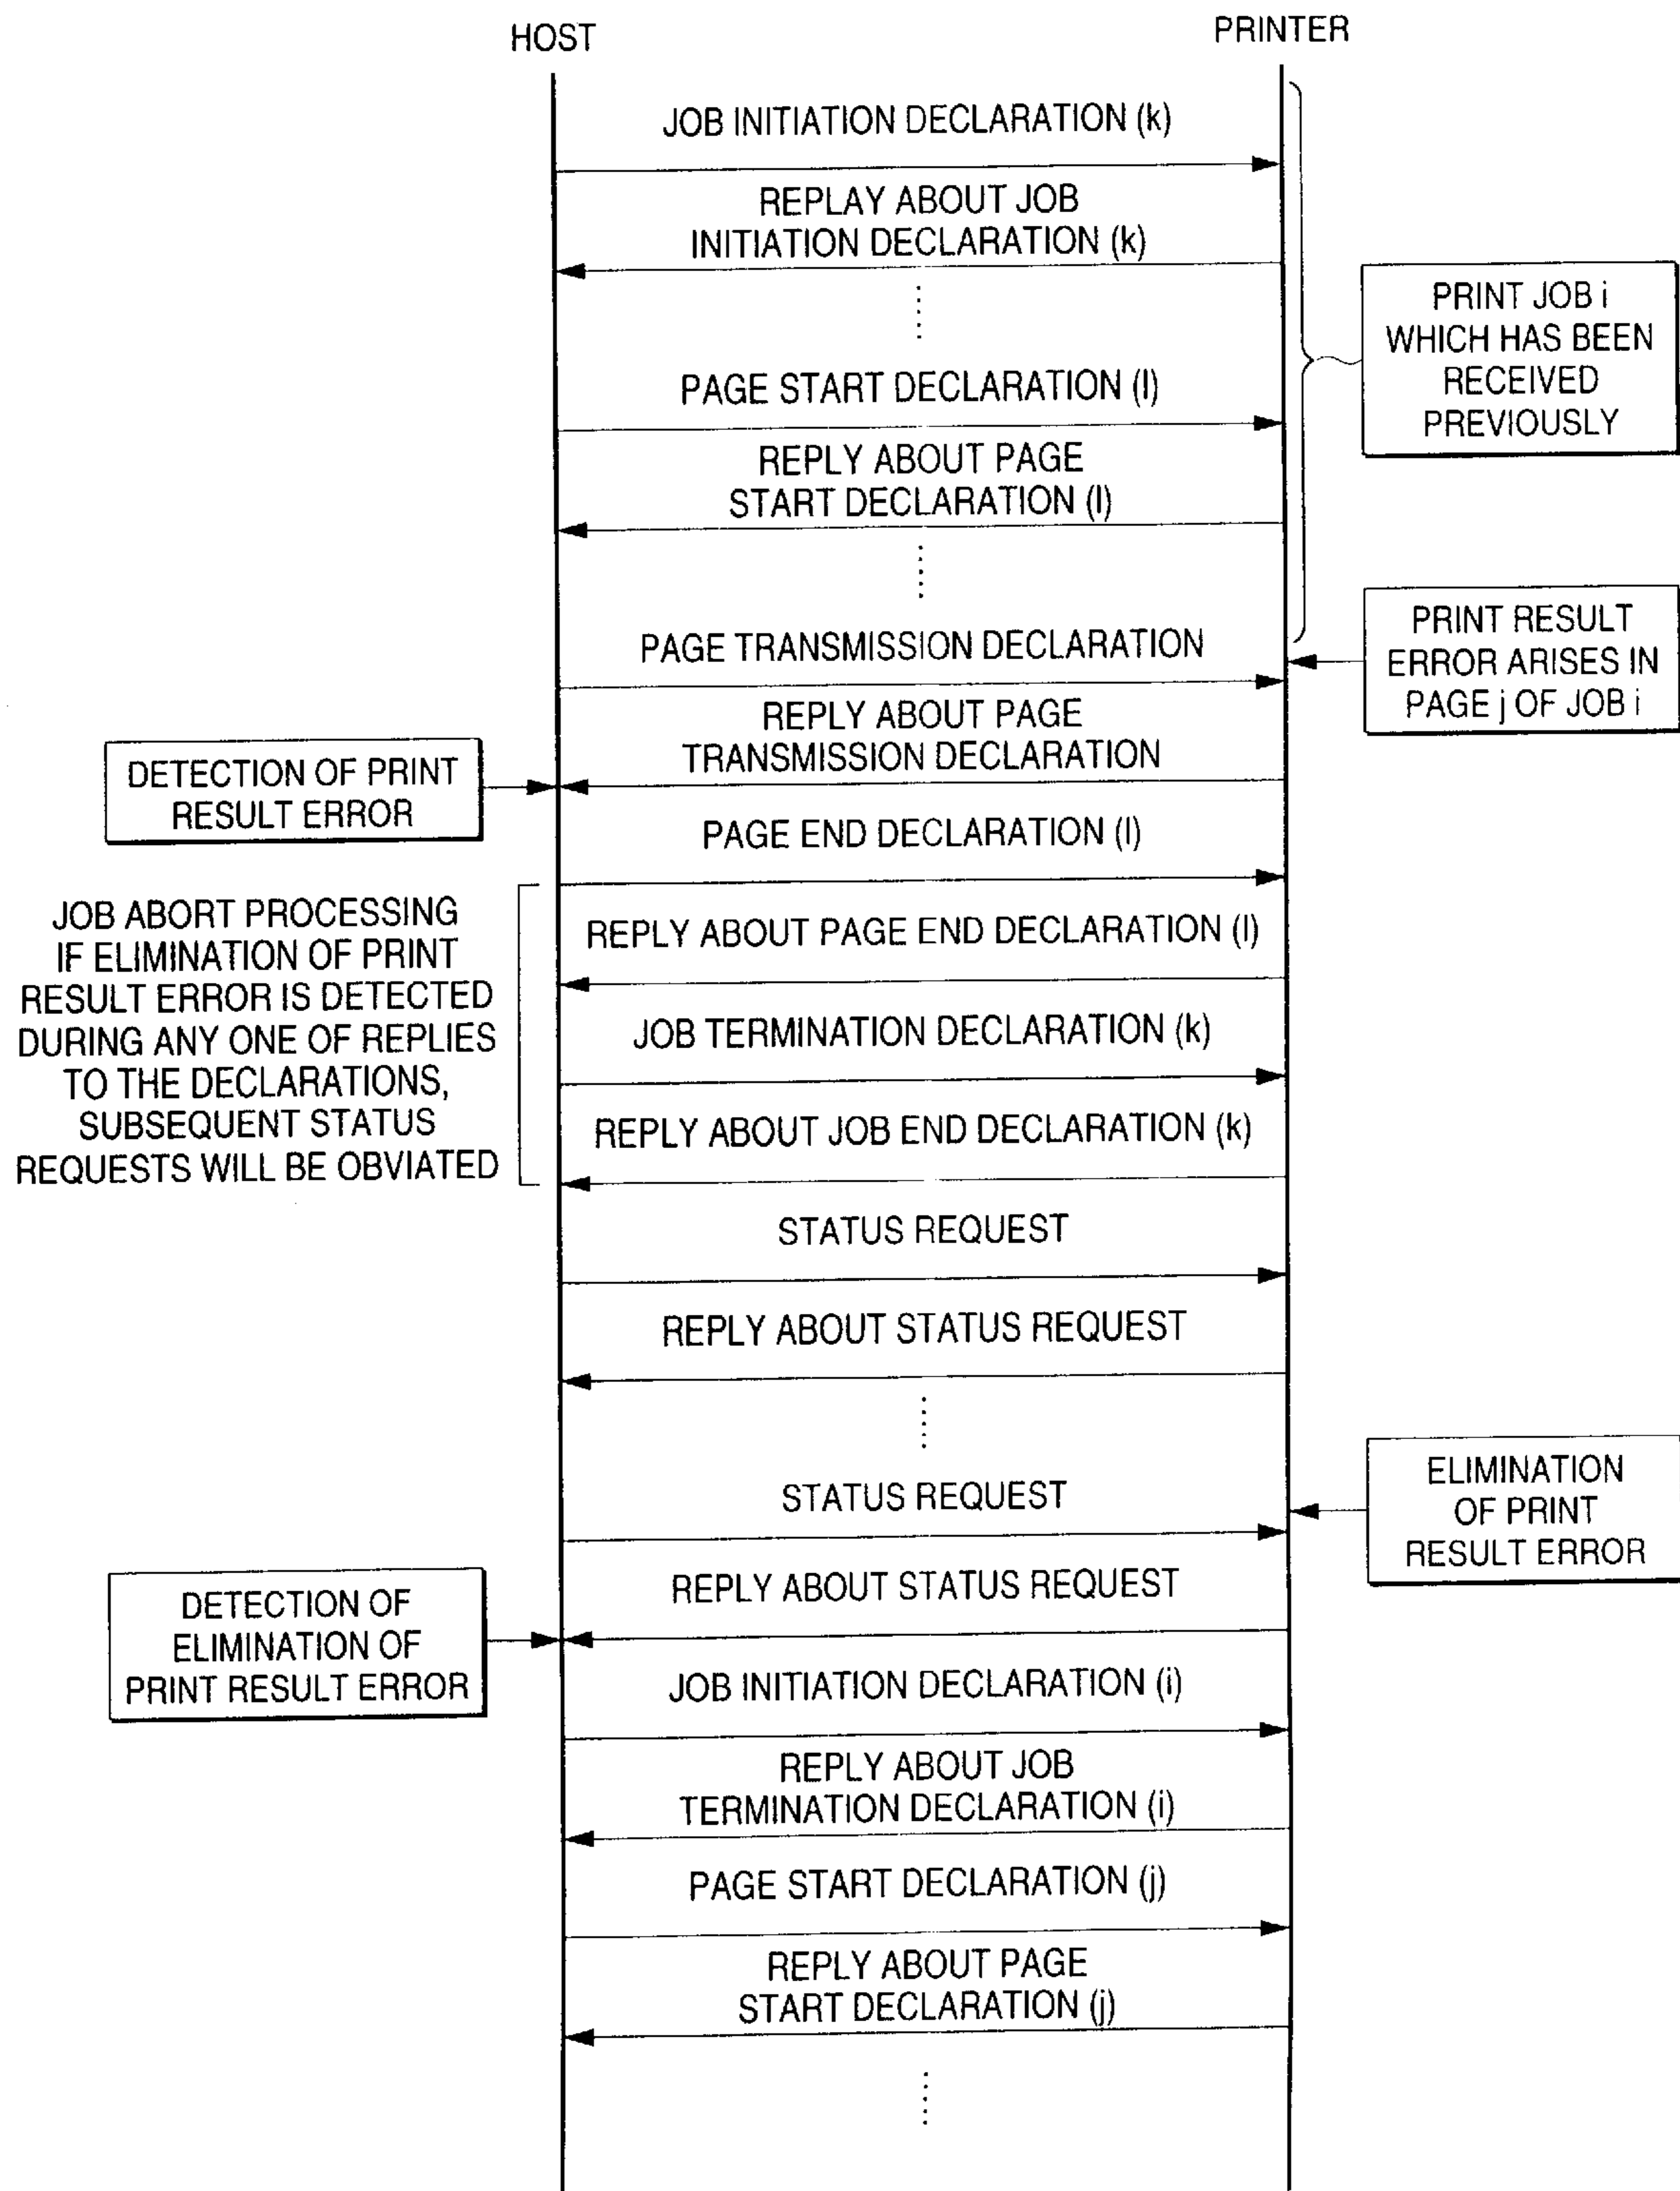 HOST
PRINTER
JOB INITIATION DECLARATION (k)
REPLAY ABOUT JOB
INITIATION DECLARATION (k)
PRINT JOB i
WHICH HAS BEEN
RECEIVED
PREVIOUSLY
PAGE START DECLARATION (l)
REPLY ABOUT PAGE
START DECLARATION (l)
PAGE TRANSMISSION DECLARATION
PRINT RESULT
ERROR ARISES IN
PAGE j OF JOB i
REPLY ABOUT PAGE
TRANSMISSION DECLARATION
DETECTION OF PRINT
RESULT ERROR
PAGE END DECLARATION (l)
JOB ABORT PROCESSING
IF ELIMINATION OF PRINT
RESULT ERROR IS DETECTED
DURING ANY ONE OF REPLIES
TO THE DECLARATIONS,
SUBSEQUENT STATUS
REQUESTS WILL BE OBVIATED
REPLY ABOUT PAGE END DECLARATION (l)
JOB TERMINATION DECLARATION (k)
REPLY ABOUT JOB END DECLARATION (k)
STATUS REQUEST
REPLY ABOUT STATUS REQUEST
STATUS REQUEST
ELIMINATION
OF PRINT
RESULT ERROR
REPLY ABOUT STATUS REQUEST
DETECTION OF
ELIMINATION OF
PRINT RESULT ERROR
JOB INITIATION DECLARATION (i)
REPLY ABOUT JOB
TERMINATION DECLARATION (i)
PAGE START DECLARATION (j)
REPLY ABOUT PAGE
START DECLARATION (j)